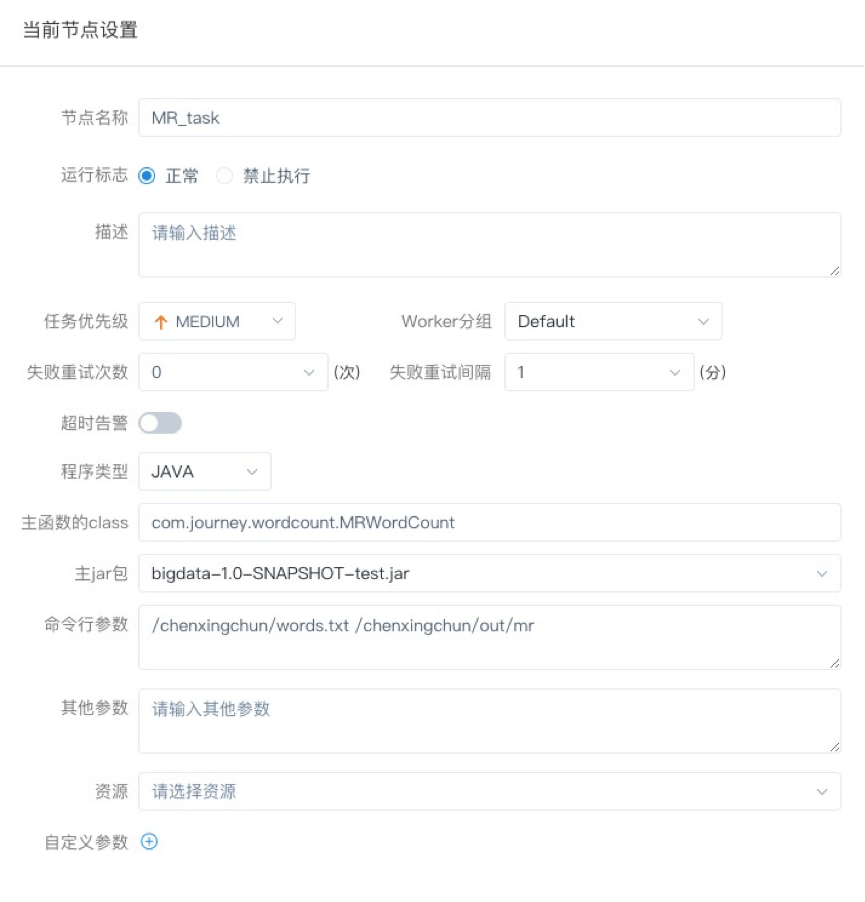 当前节点设置
节点名称 MR_task
运行标志 正常 禁止执行
描述 请输入描述
任务优先级 MEDIUM Worker分组 Default
失败重试次数 0 (次) 失败重试间隔 1 (分)
超时告警
程序类型 JAVA
主函数的class com.journey.wordcount.MRWordCount
主jar包 bigdata-1.0-SNAPSHOT-test.jar
命令行参数 /chenxingchun/words.txt /chenxingchun/out/mr
其他参数 请输入其他参数
资源 请选择资源
自定义参数